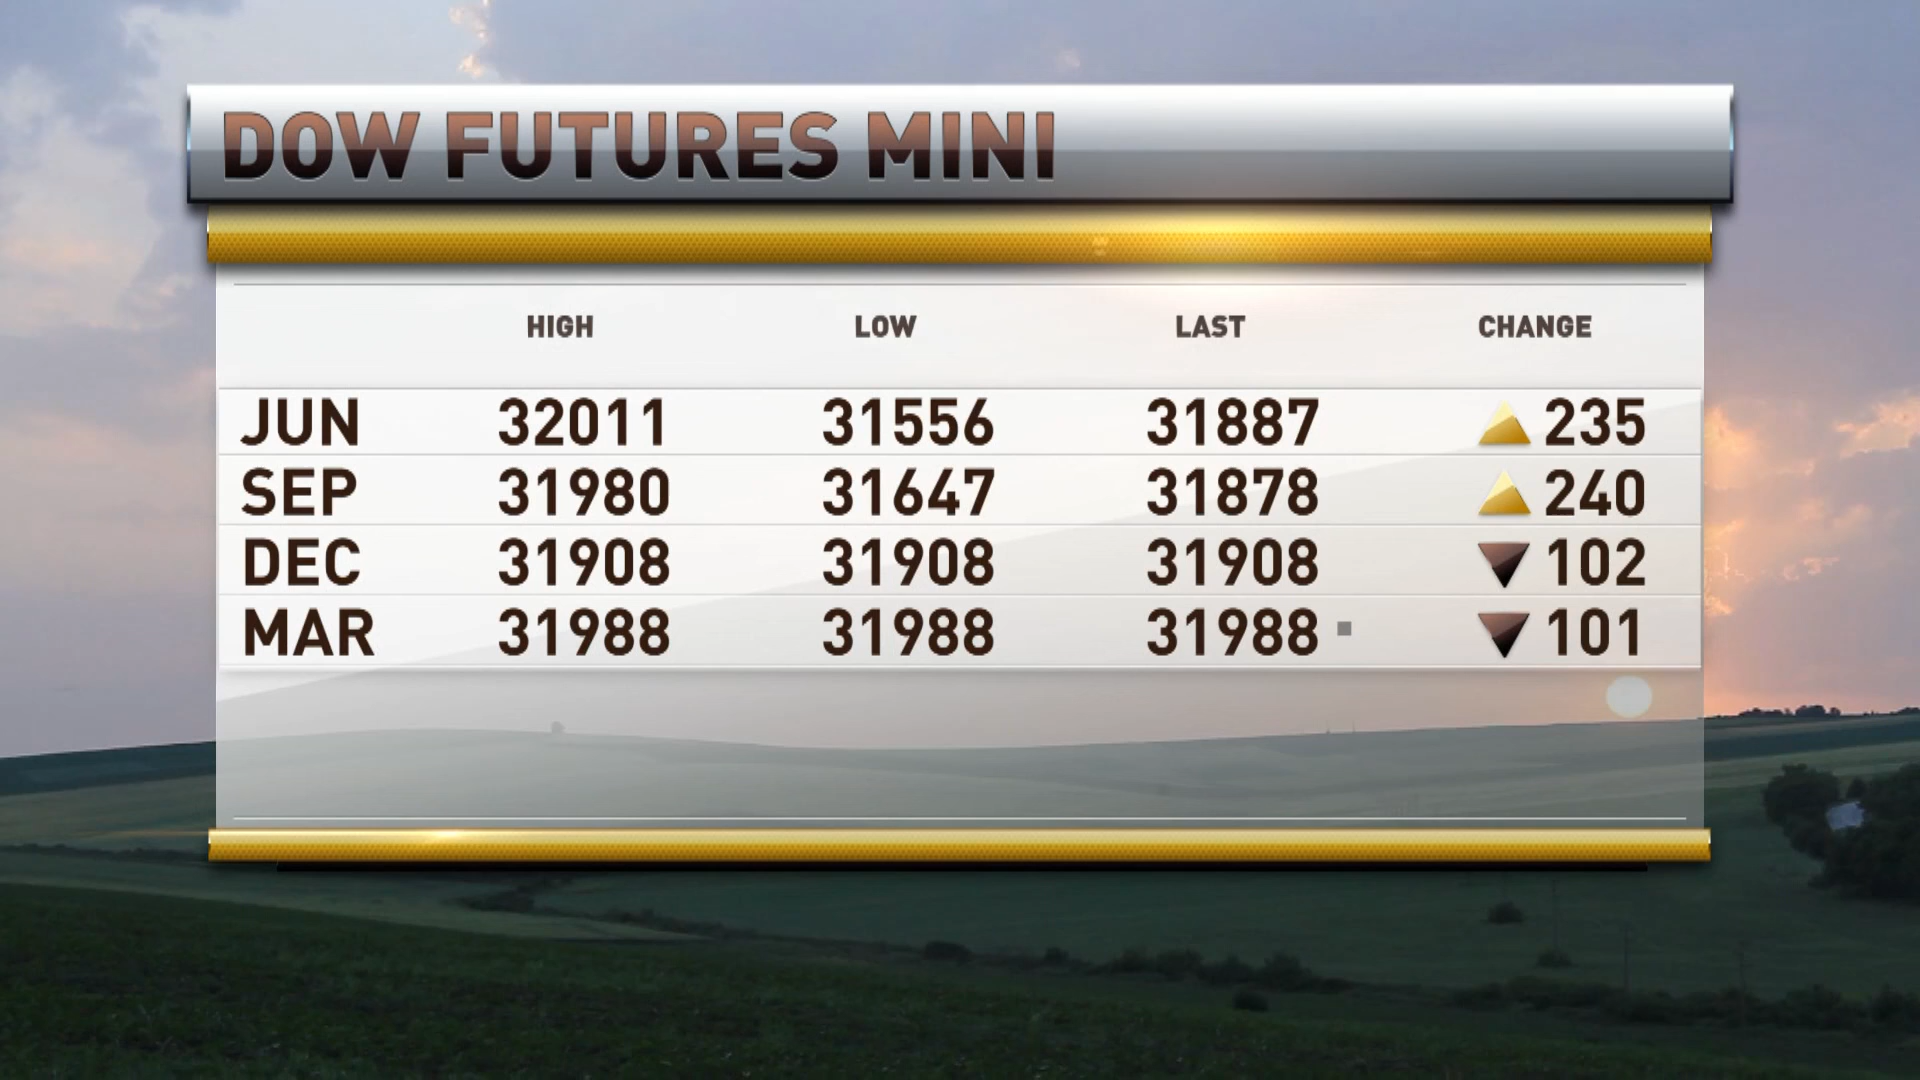 DOW FUTURES MINI
HIGH LOW LAST CHANGE
JUN 32011 31556 31887 235
SEP 31980 31647 31878 240
DEC 31908 31908 31908 102
MAR 31988 31988 31988 101